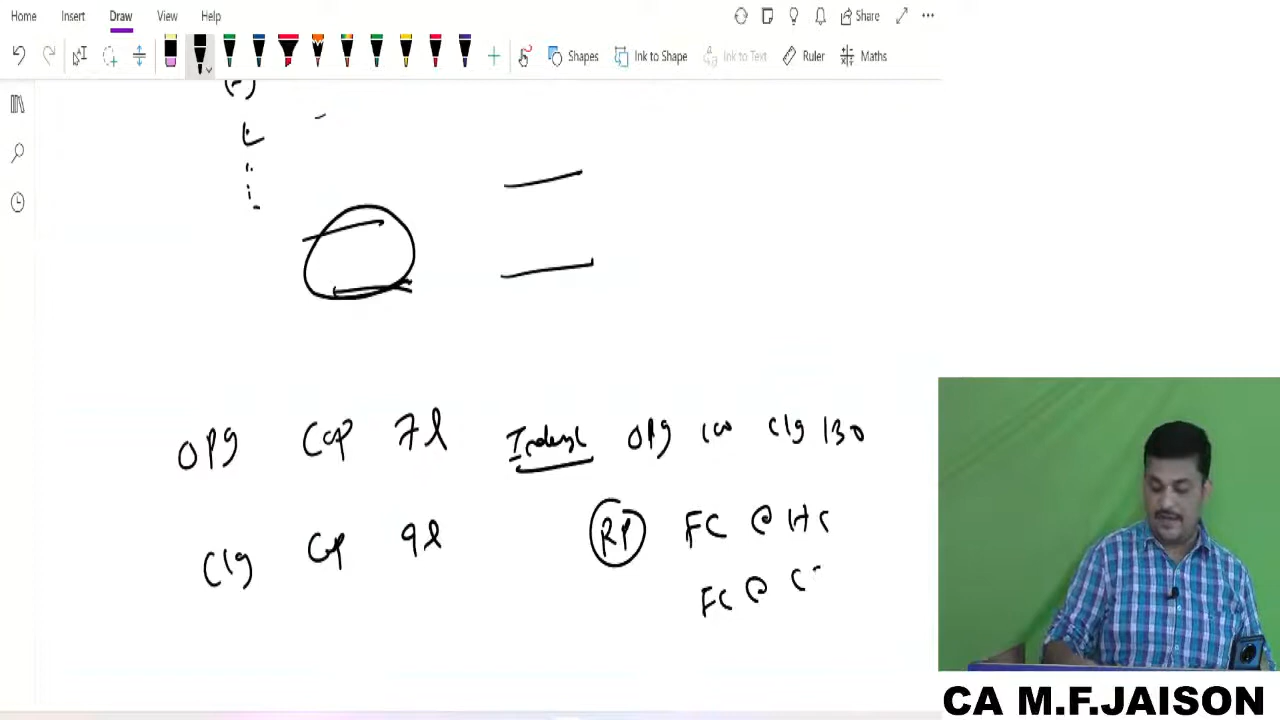 Home Insert Draw View Help Share
Shapes Ink to Shape Ink to Text Ruler Maths
OPg Cap 7l Index OPg 100 Clg 130
Clg Cap 9l RP FC @ HC
FC @ C
CA M.F.JAISON